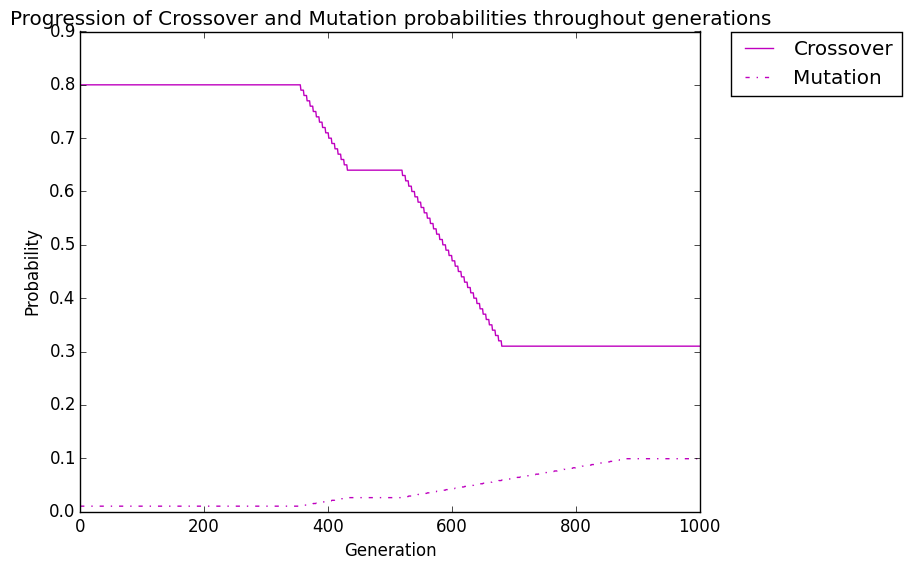 Progression of Crossover and Mutation probabilities throughout generations
Crossover
Mutation
0.9
0.8
0.7
0.6
0.5
0.4
0.3
0.2
0.1
0.0
Probability
0 200 400 600 800 1000
Generation